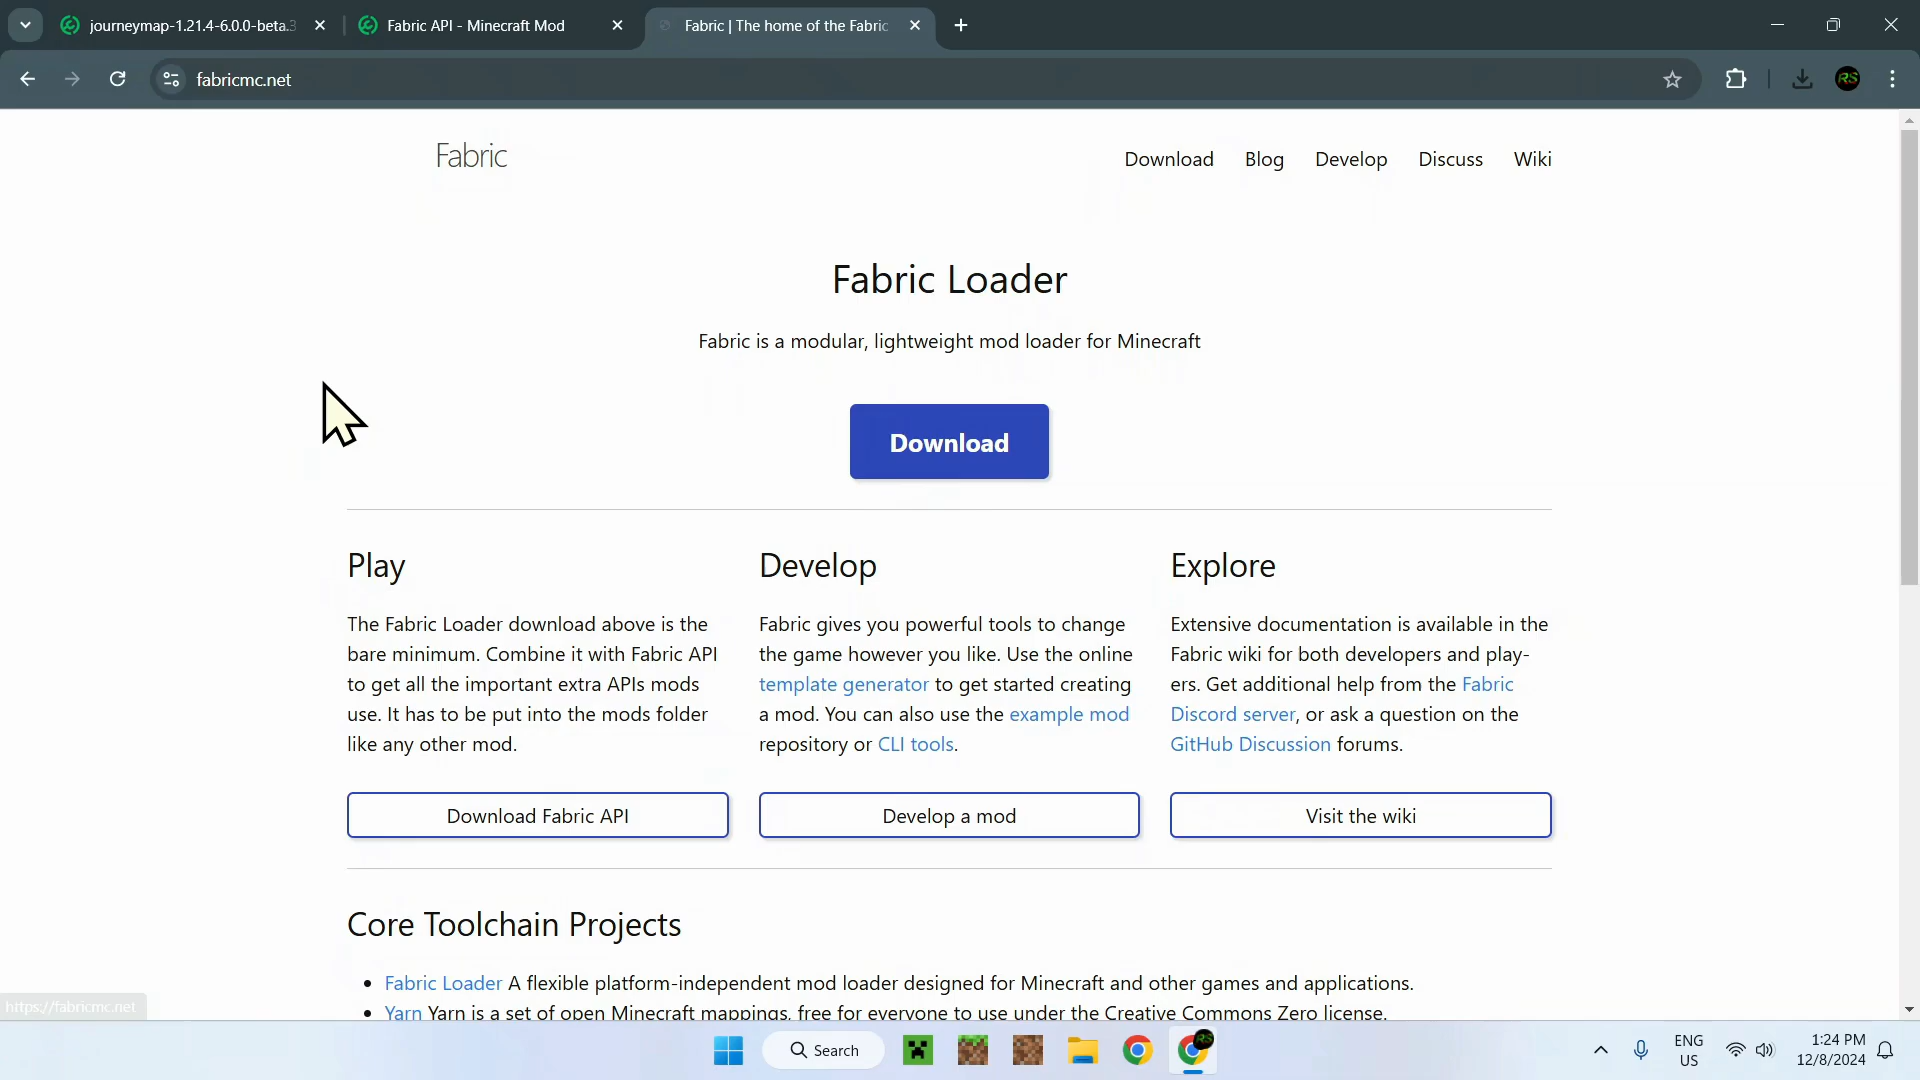 journeymap-1.21.4-6.0.0-beta.3
Fabric API - Minecraft Mod
Fabric | The home of the Fabric
fabricmc.net
RS
Fabric
Download
Blog
Develop
Discuss
Wiki
Fabric Loader
Fabric is a modular, lightweight mod loader for Minecraft
Download
Play
The Fabric Loader download above is the
bare minimum. Combine it with Fabric API
to get all the important extra APIs mods
use. It has to be put into the mods folder
like any other mod.
Download Fabric API
Develop
Fabric gives you powerful tools to change
the game however you like. Use the online
template generator to get started creating
a mod. You can also use the example mod
repository or CLI tools.
Develop a mod
Explore
Extensive documentation is available in the
Fabric wiki for both developers and play-
ers. Get additional help from the Fabric
Discord server, or ask a question on the
GitHub Discussion forums.
Visit the wiki
Core Toolchain Projects
Fabric Loader A flexible platform-independent mod loader designed for Minecraft and other games and applications.
Yarn Yarn is a set of open Minecraft mappings, free for everyone to use under the Creative Commons Zero license.
https://fabricmc.net
Search
RS
ENG
US
1:24 PM
12/8/2024